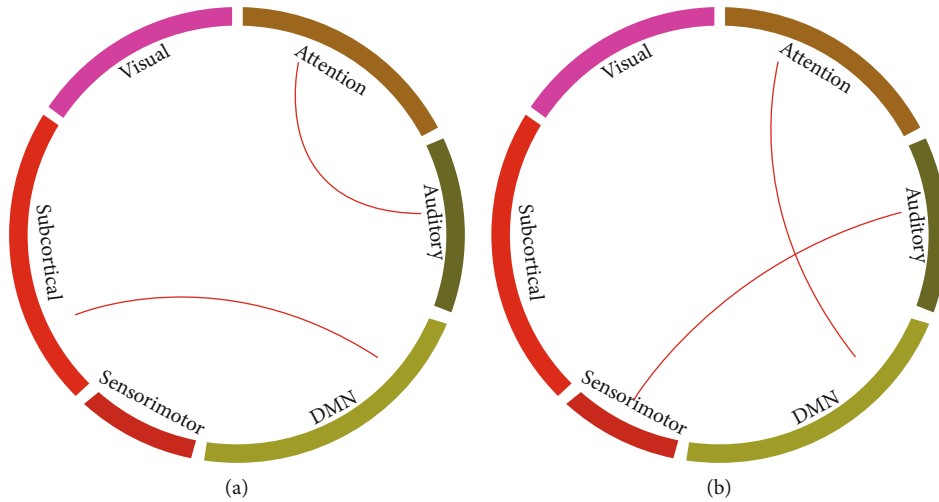 Visual
Attention
Auditory
Subcortical
Sensorimotor
DMN
(a)
Visual
Attention
Auditory
Subcortical
Sensorimotor
DMN
(b)